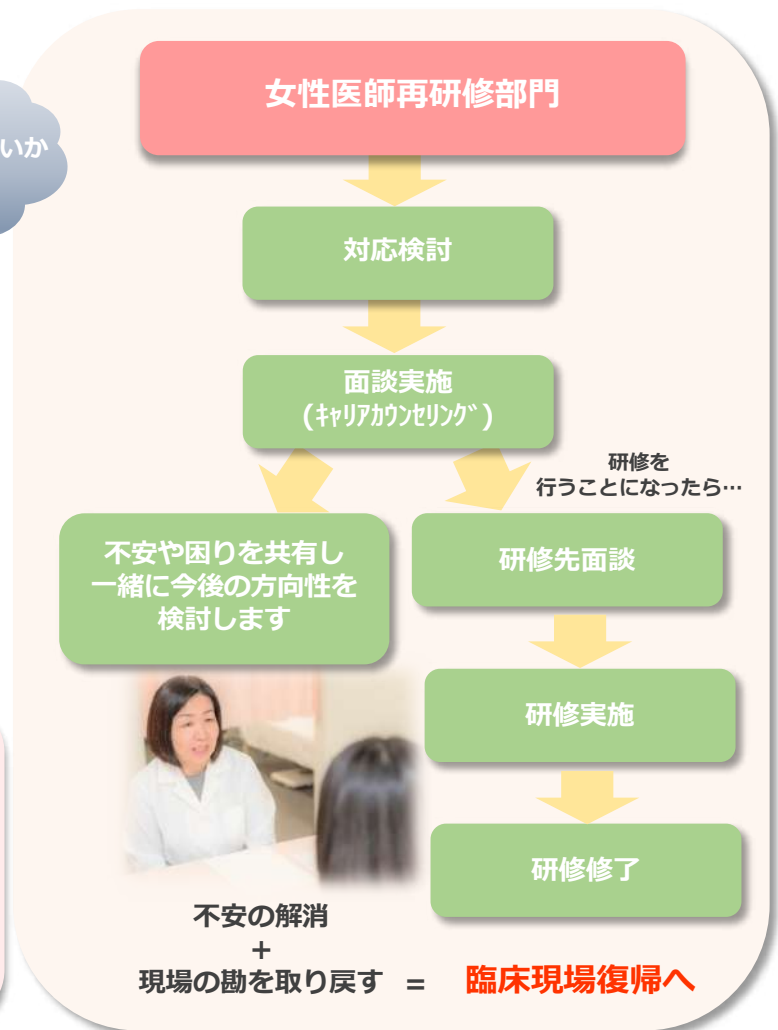 女性医師再研修部門
いか
対応検討
面談実施
(ｷｬﾘｱｶｳﾝｾﾘﾝｸﾞ)
研修を
行うことになったら…
不安や困りを共有し
一緒に今後の方向性を
検討します
研修先面談
研修実施
研修修了
不安の解消
+
現場の勘を取り戻す = 臨床現場復帰へ